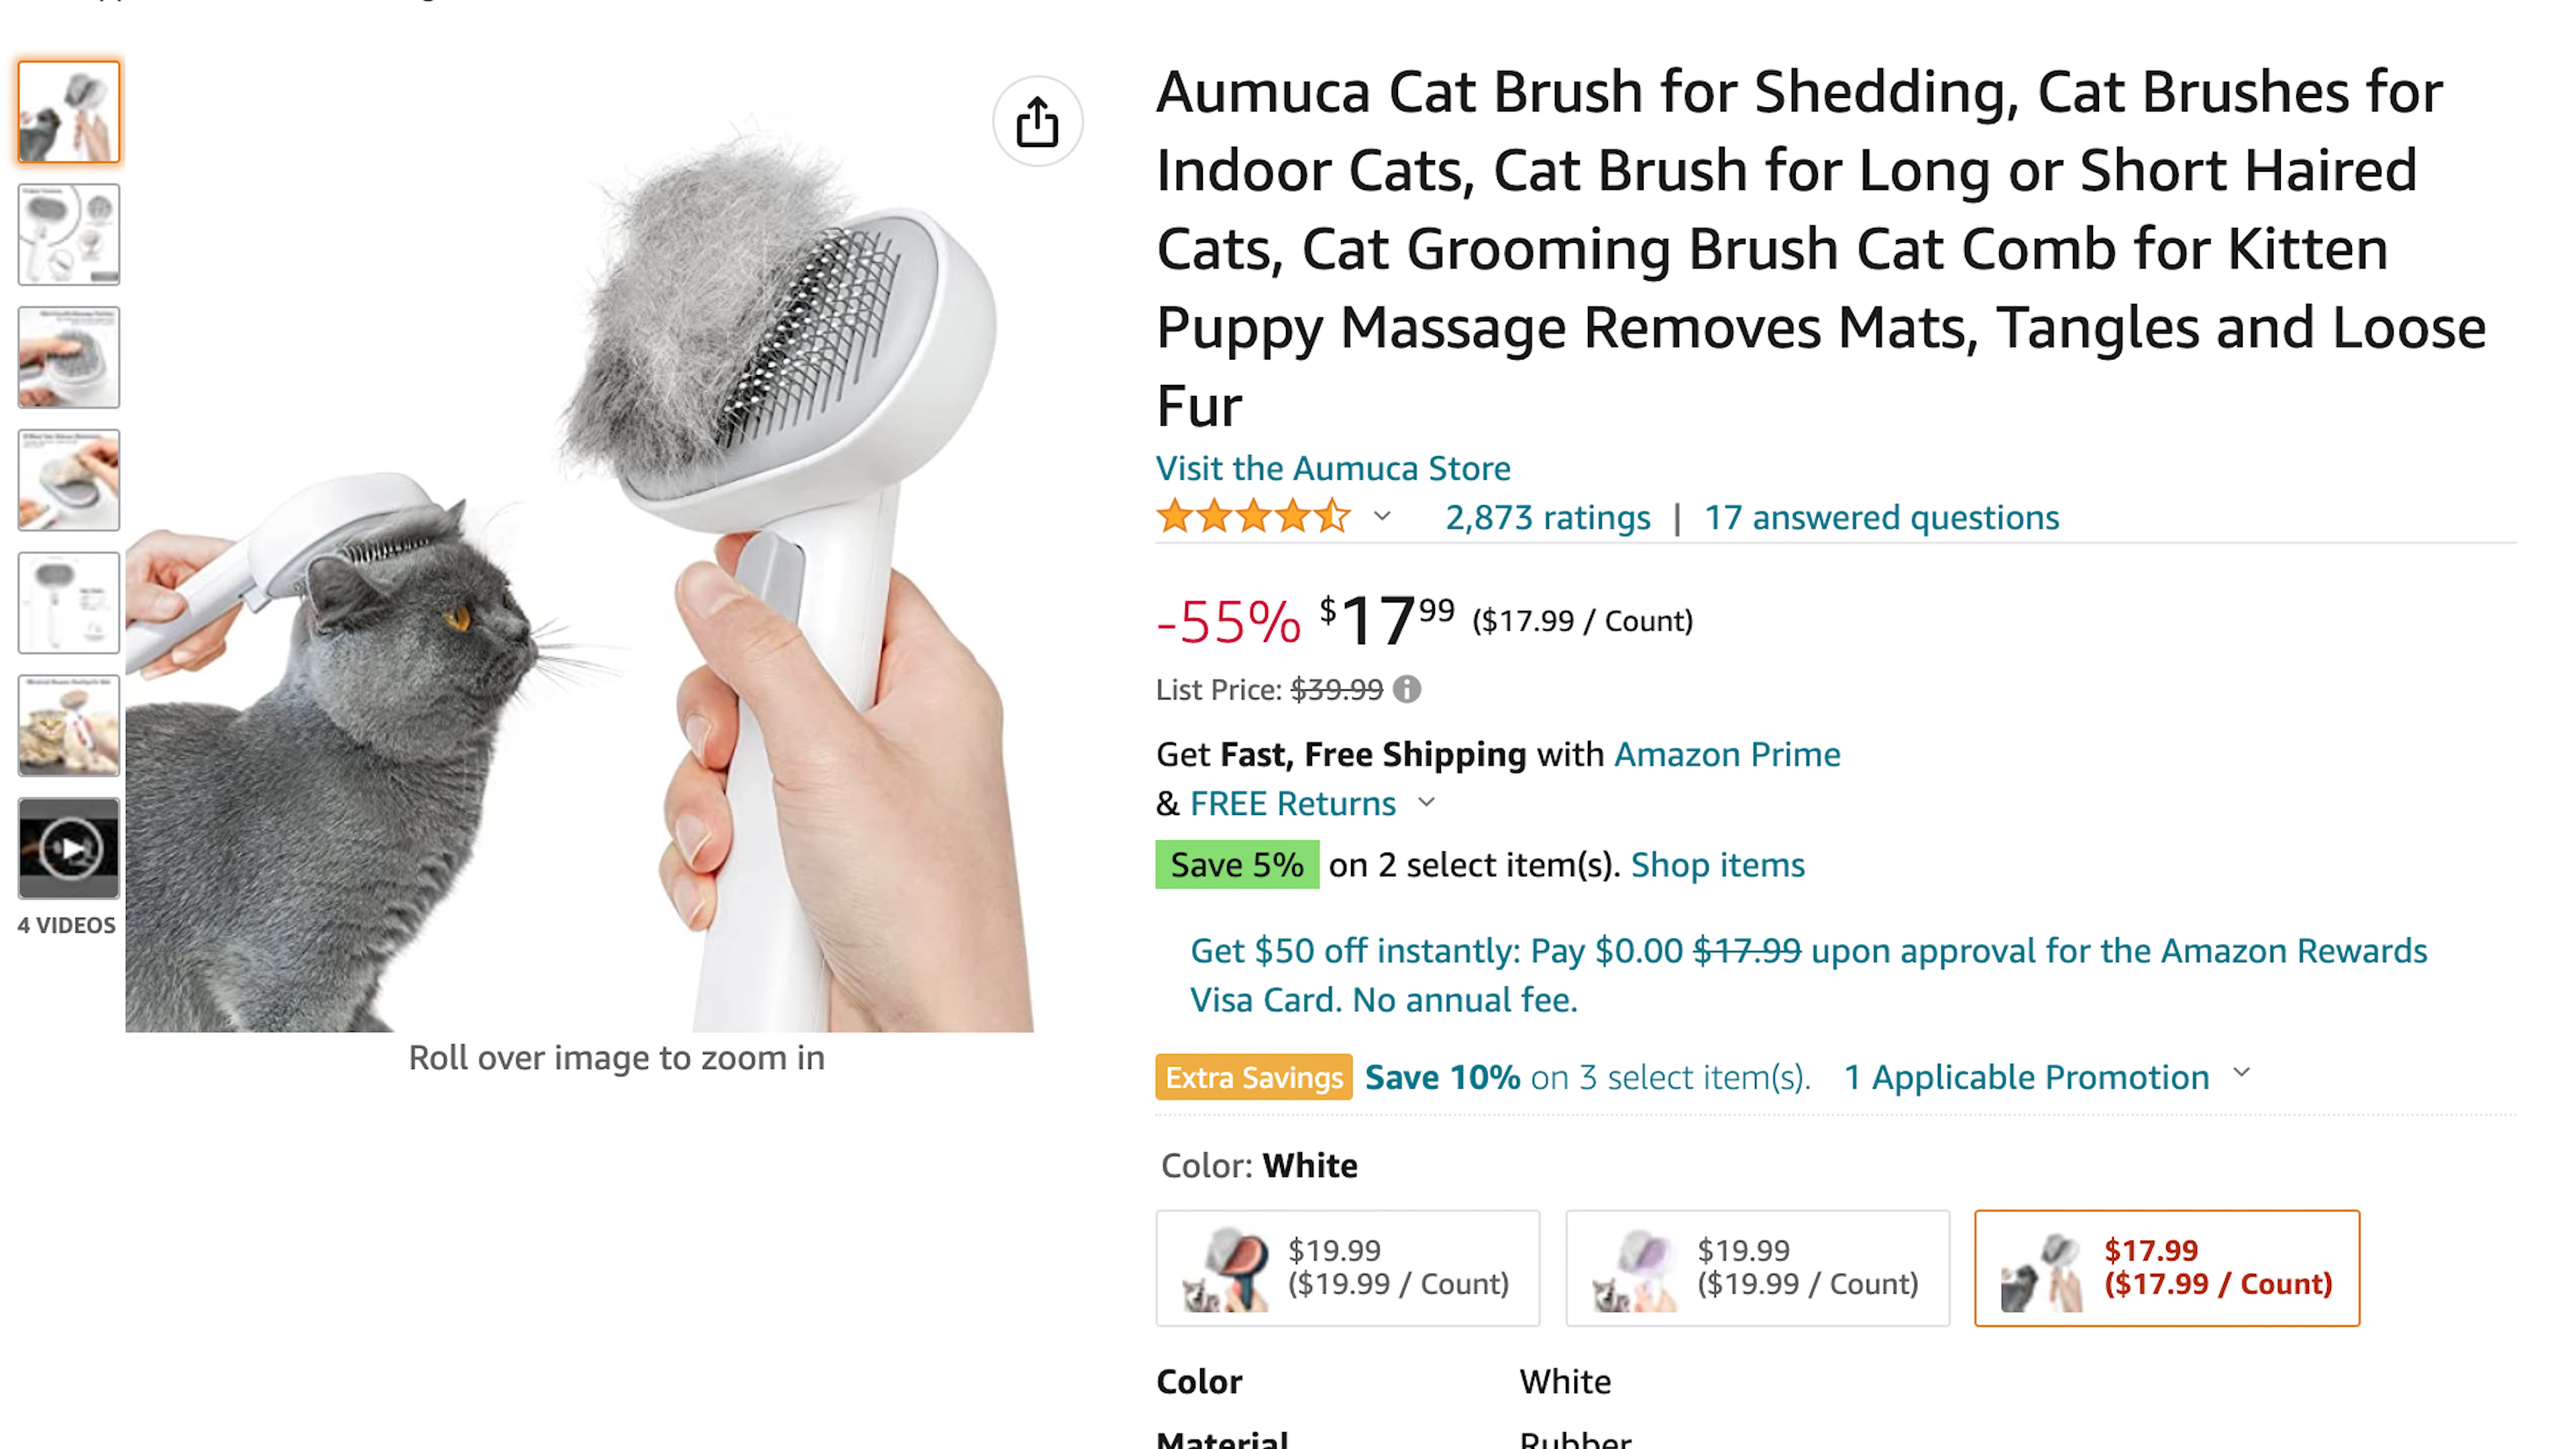 Aumuca Cat Brush for Shedding, Cat Brushes for
Indoor Cats, Cat Brush for Long or Short Haired
Cats, Cat Grooming Brush Cat Comb for Kitten
Puppy Massage Removes Mats, Tangles and Loose
Fur
Visit the Aumuca Store
2,873 ratings | 17 answered questions
-55% $17.99 ($17.99 / Count)
List Price: $39.99
Get Fast, Free Shipping with Amazon Prime
& FREE Returns
Save 5% on 2 select item(s). Shop items
Get $50 off instantly: Pay $0.00 $17.99 upon approval for the Amazon Rewards
Visa Card. No annual fee.
Extra Savings Save 10% on 3 select item(s). 1 Applicable Promotion
4 VIDEOS
Roll over image to zoom in
Color: White
$19.99
($19.99 / Count)
$19.99
($19.99 / Count)
$17.99
($17.99 / Count)
Color White
Material Rubber